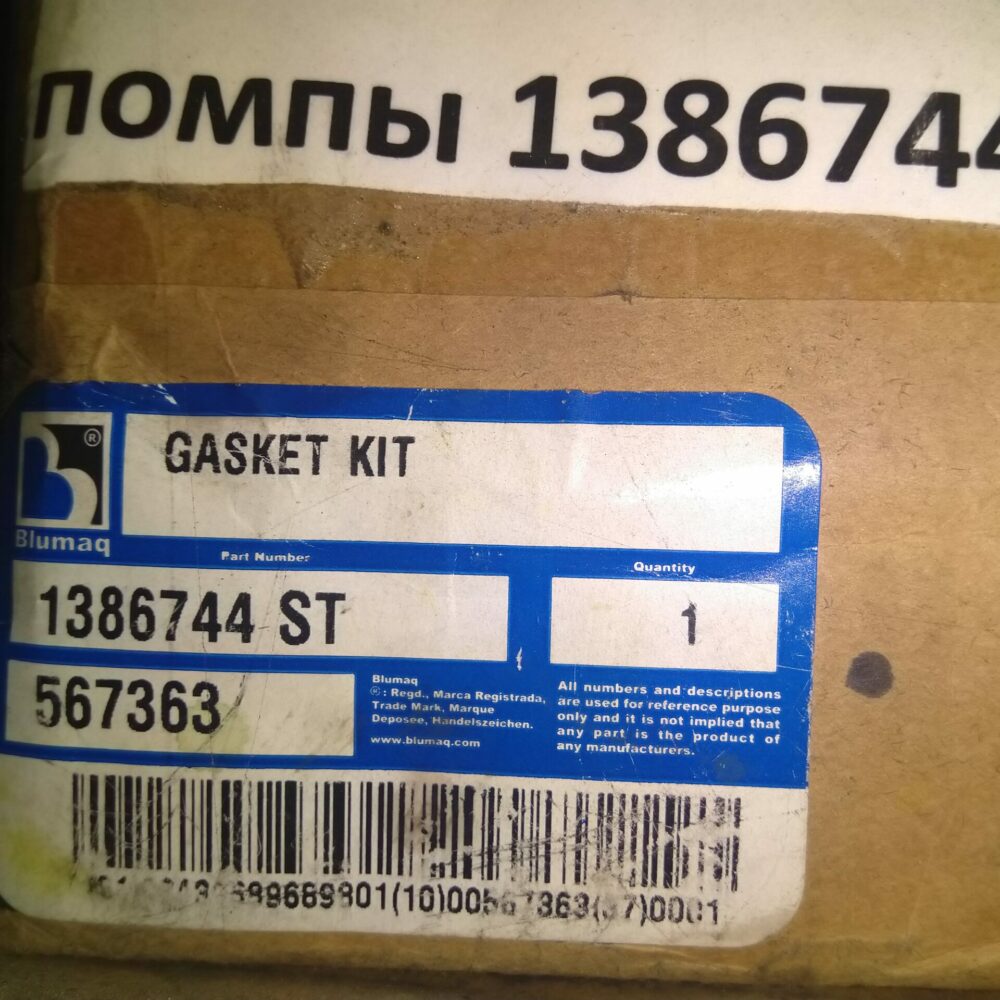 помпы 1386744
GASKET KIT
®
Blumaq
Part Number
Quantity
1386744 ST
1
567363
Blumaq
® : Regd., Marca Registrada,
Trade Mark, Marque
Deposee, Handelszeichen.
www.blumaq.com
All numbers and descriptions
are used for reference purpose
only and it is not implied that
any part is the product of
any manufacturers.